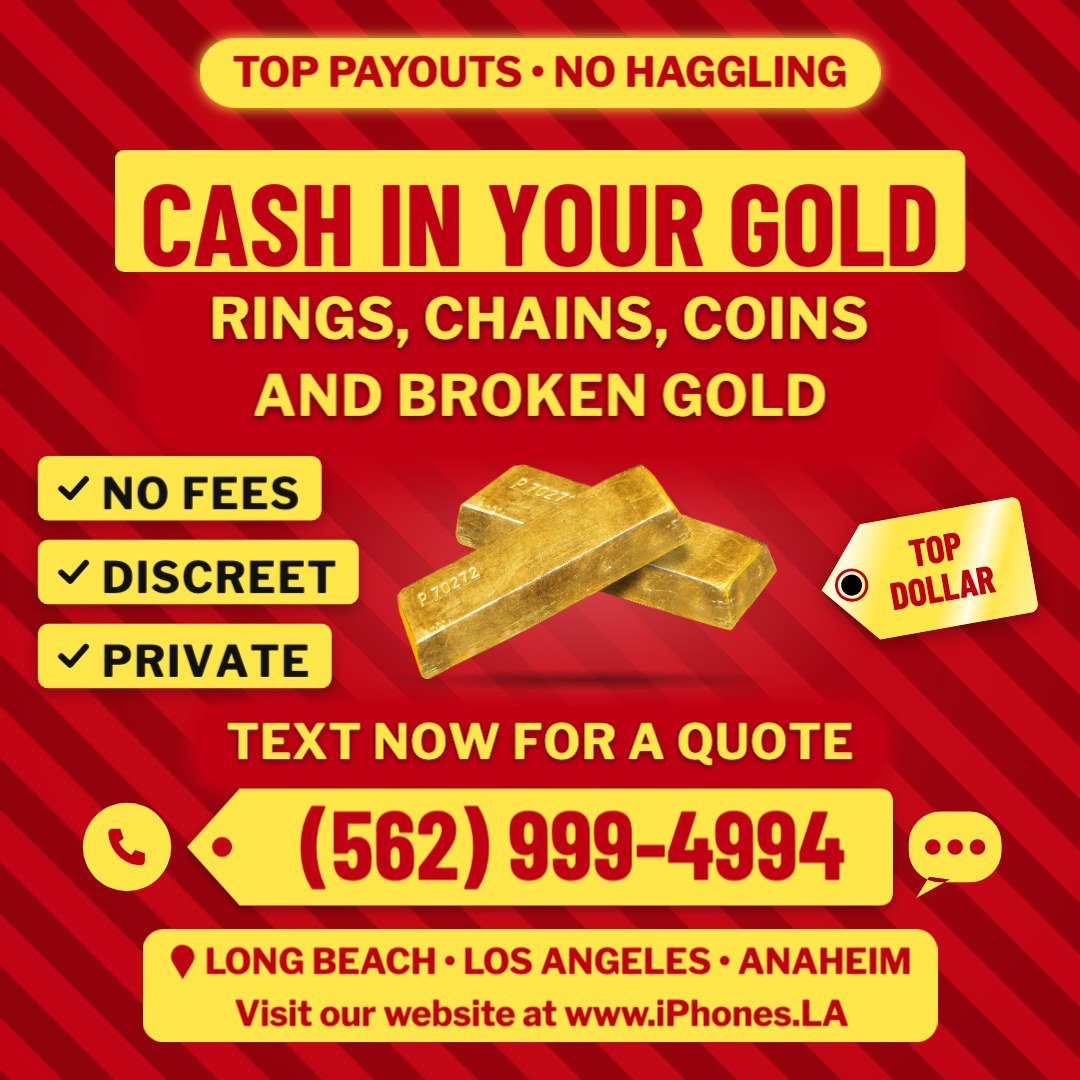 TOP PAYOUTS • NO HAGGLING
CASH IN YOUR GOLD
RINGS, CHAINS, COINS
AND BROKEN GOLD
✓ NO FEES
✓ DISCREET
✓ PRIVATE
P 7027
P 70272
TOP
DOLLAR
TEXT NOW FOR A QUOTE
(562) 999-4994
LONG BEACH • LOS ANGELES • ANAHEIM
Visit our website at www.iPhones.LA